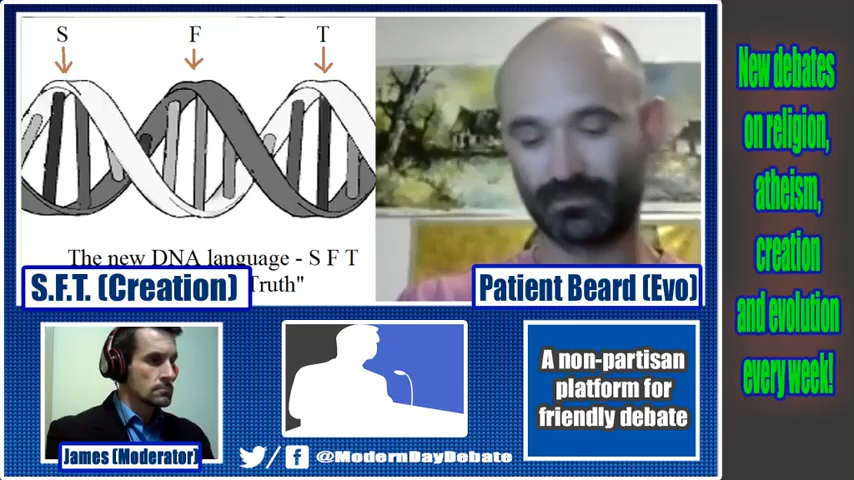 S F T
The new DNA language - S F T
Truth"
S.F.T. (Creation)
Patient Beard (Evo)
James (Moderator)
@ModernDayDebate
A non-partisan
platform for
friendly debate
New debates
on religion,
atheism,
creation
and evolution
every week!